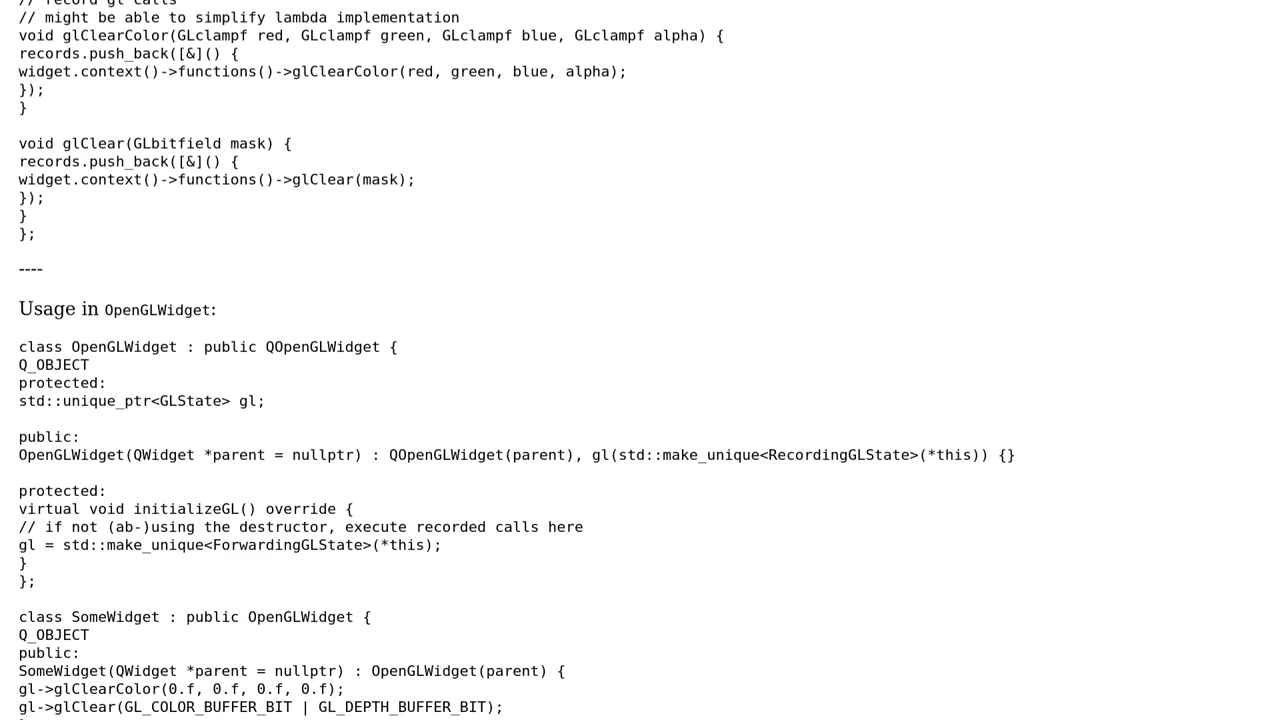 // record gl calls
// might be able to simplify lambda implementation
void glClearColor(GLclampf red, GLclampf green, GLclampf blue, GLclampf alpha) {
records.push_back([&]() {
widget.context()->functions()->glClearColor(red, green, blue, alpha);
});
}

void glClear(GLbitfield mask) {
records.push_back([&]() {
widget.context()->functions()->glClear(mask);
});
}
};

----

Usage in OpenGLWidget:

class OpenGLWidget : public QOpenGLWidget {
Q_OBJECT
protected:
std::unique_ptr<GLState> gl;

public:
OpenGLWidget(QWidget *parent = nullptr) : QOpenGLWidget(parent), gl(std::make_unique<RecordingGLState>(*this)) {}

protected:
virtual void initializeGL() override {
// if not (ab-)using the destructor, execute recorded calls here
gl = std::make_unique<ForwardingGLState>(*this);
}
};

class SomeWidget : public OpenGLWidget {
Q_OBJECT
public:
SomeWidget(QWidget *parent = nullptr) : OpenGLWidget(parent) {
gl->glClearColor(0.f, 0.f, 0.f, 0.f);
gl->glClear(GL_COLOR_BUFFER_BIT | GL_DEPTH_BUFFER_BIT);